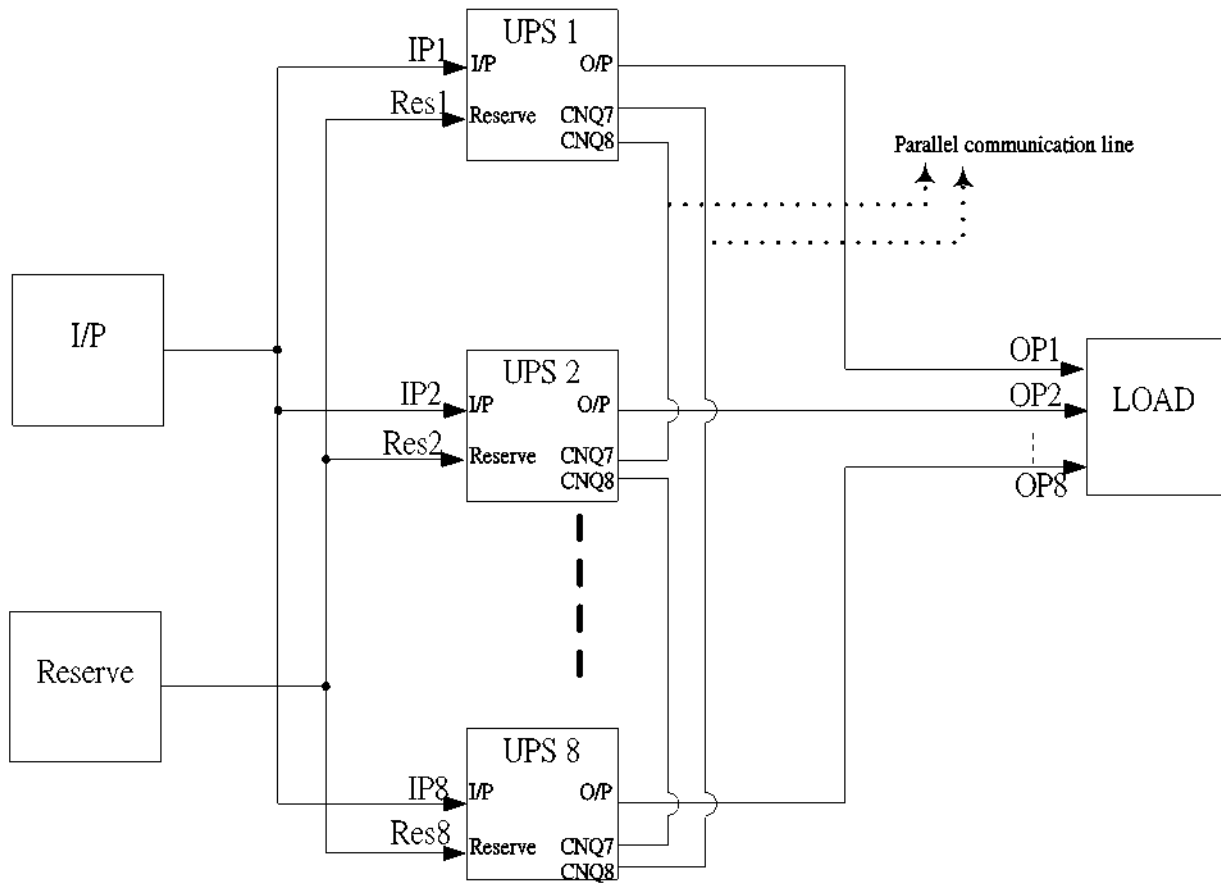 UPS 1
IP1
I/P
O/P
Res1
Reserve
CNQ7
CNQ8
Parallel communication line
I/P
UPS 2
IP2
I/P
O/P
Res2
Reserve
CNQ7
CNQ8
OP1
OP2
OP8
LOAD
Reserve
UPS 8
IP8
I/P
O/P
Res8
Reserve
CNQ7
CNQ8